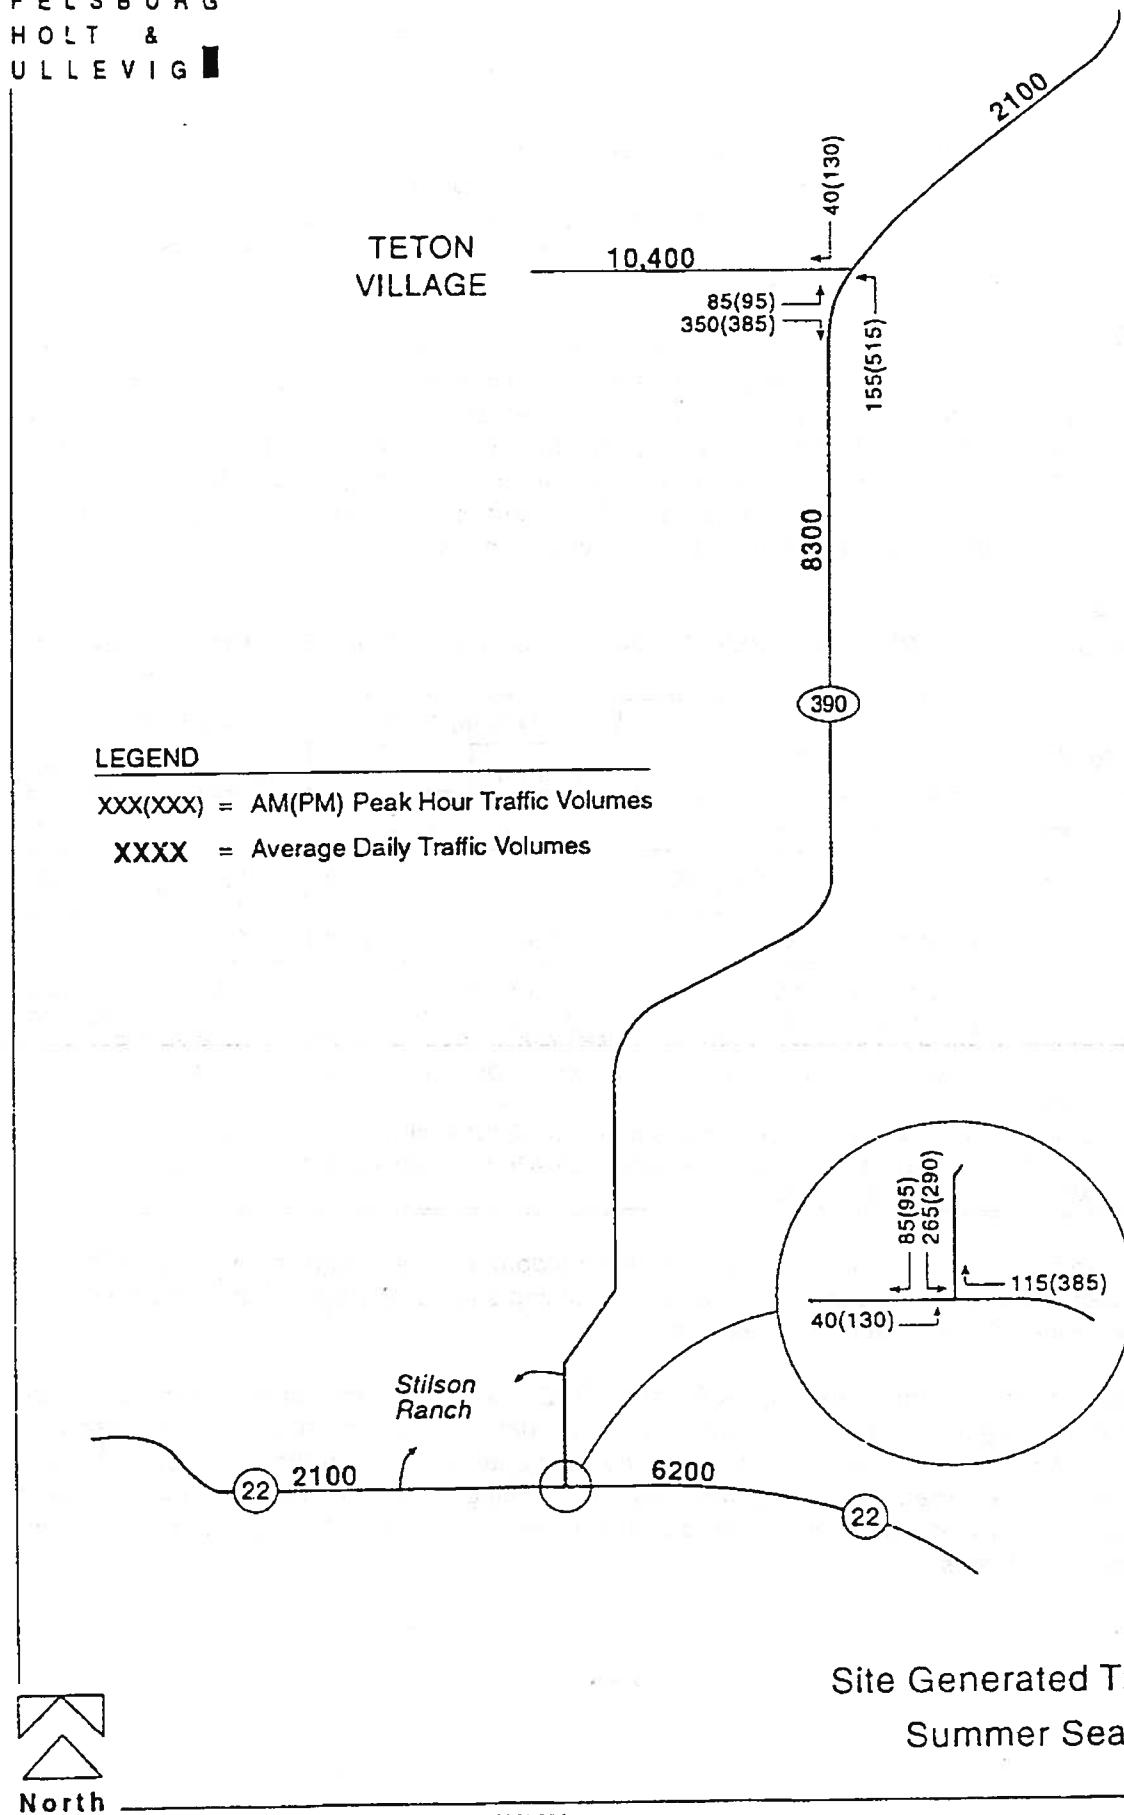 FELSBURG
HOLT &
ULLEVIG
2100
40(130)
TETON
VILLAGE
10,400
85(95)
350(385)
155(515)
8300
390
LEGEND
XXX(XXX) = AM(PM) Peak Hour Traffic Volumes
XXXX = Average Daily Traffic Volumes
85(95)
265(290)
115(385)
40(130)
Stilson
Ranch
22
2100
6200
22
Site Generated T
Summer Sea
North